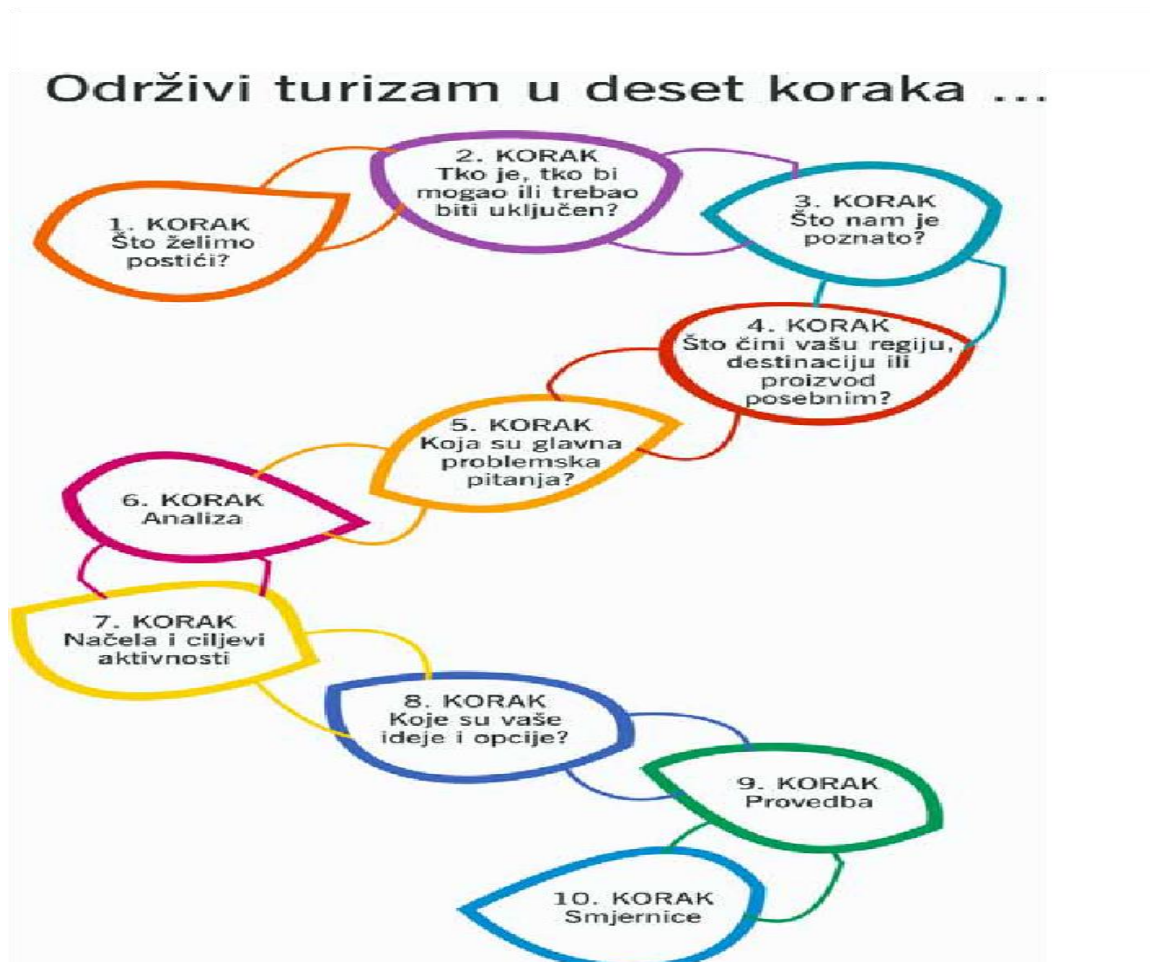 Održivi turizam u deset koraka ...
1. KORAK
Što želimo
postići?
2. KORAK
Tko je, tko bi
mogao ili trebao
biti uključen?
3. KORAK
Što nam je
poznato?
4. KORAK
Što čini vašu regiju,
destinaciju ili
proizvod
posebnim?
5. KORAK
Koja su glavna
problemska
pitanja?
6. KORAK
Analiza
7. KORAK
Načela i ciljevi
aktivnosti
8. KORAK
Koje su vaše
ideje i opcije?
9. KORAK
Provedba
10. KORAK
Smjernice